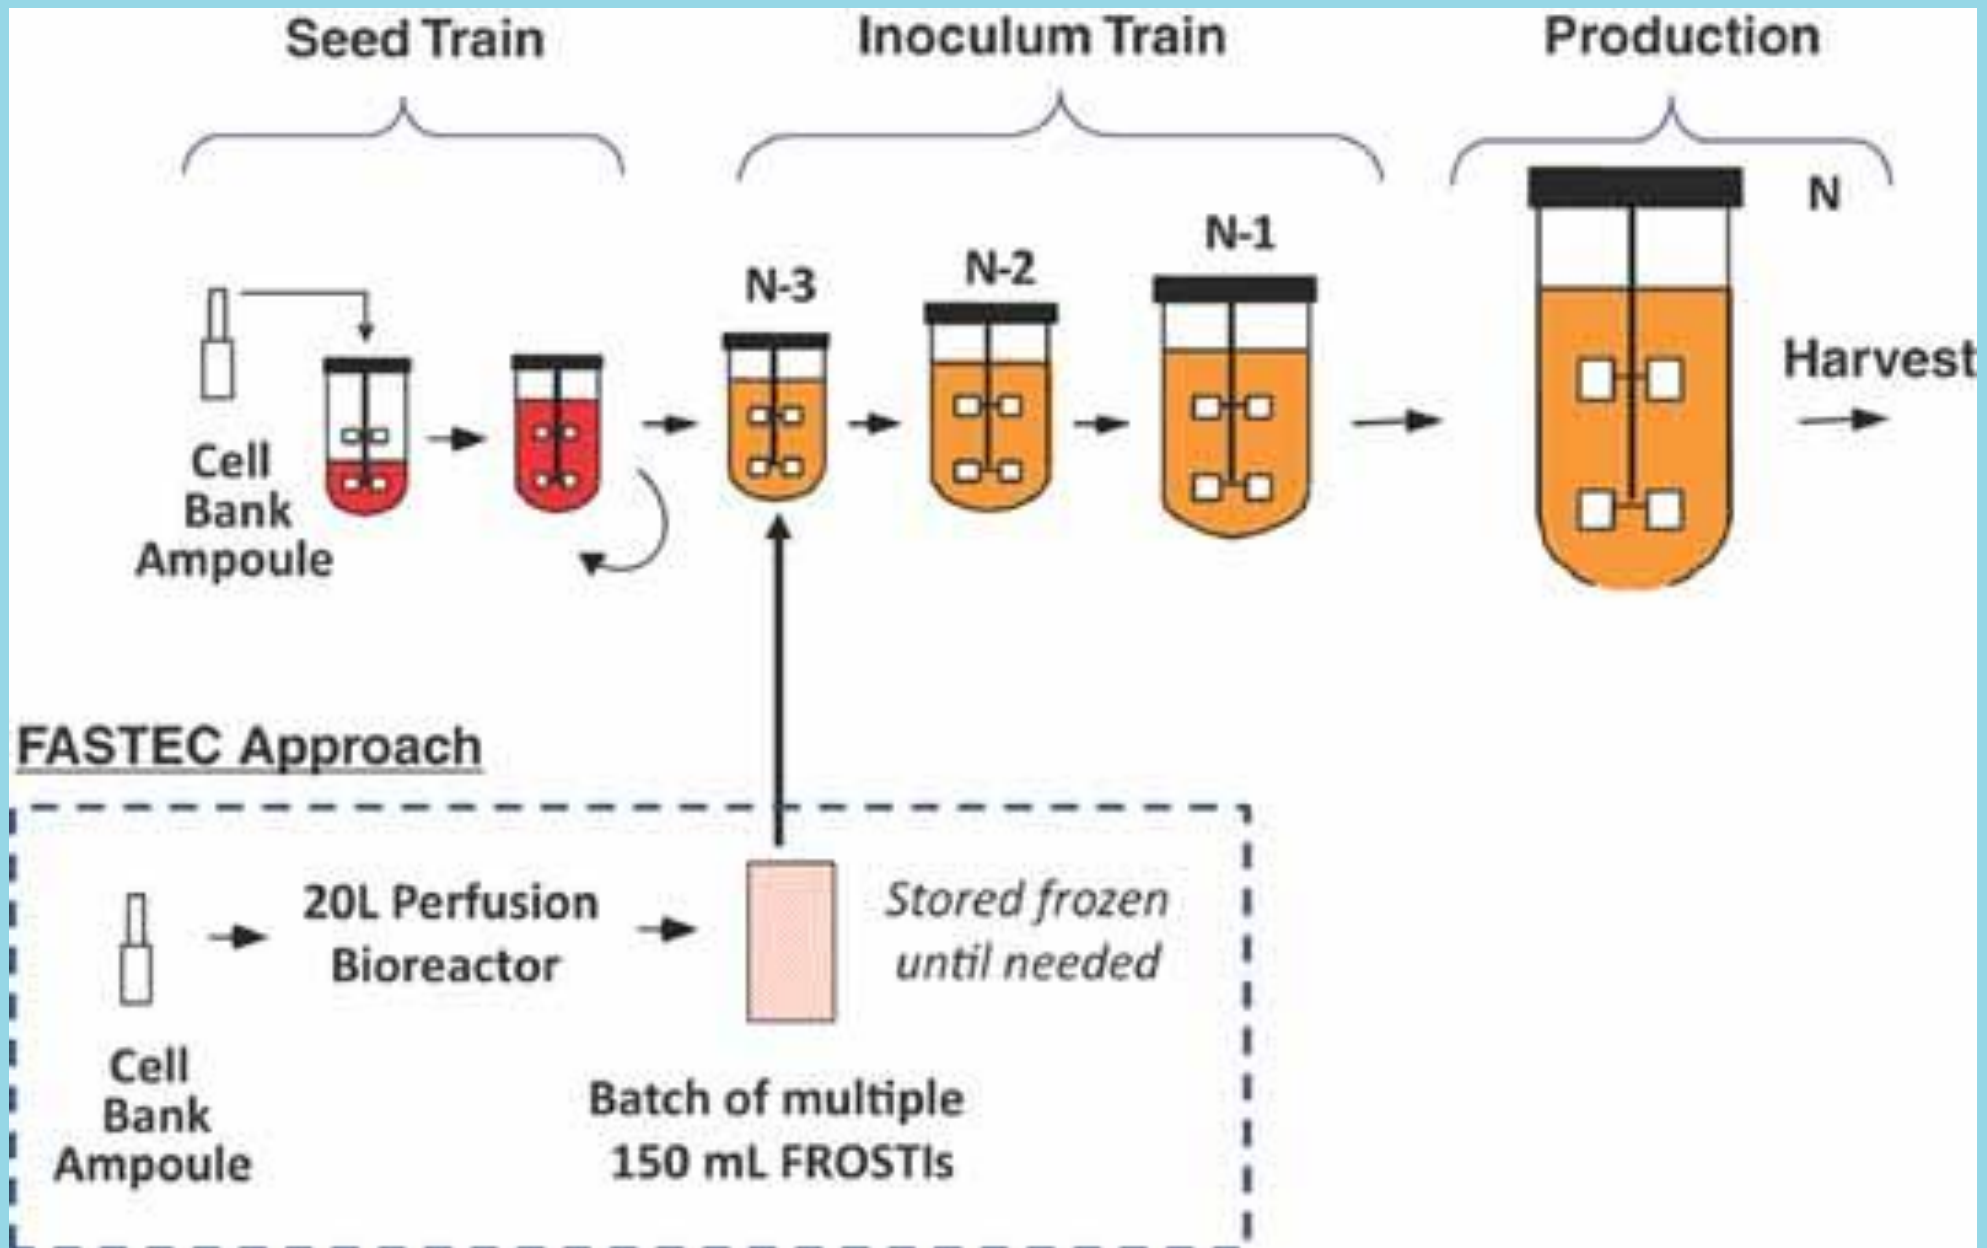 Seed Train
Inoculum Train
Production
N
N-1
N-2
N-3
Harvest
Cell
Bank
Ampoule
FASTEC Approach
20L Perfusion
Bioreactor
Stored frozen
until needed
Cell
Bank
Ampoule
Batch of multiple
150 mL FROSTIs